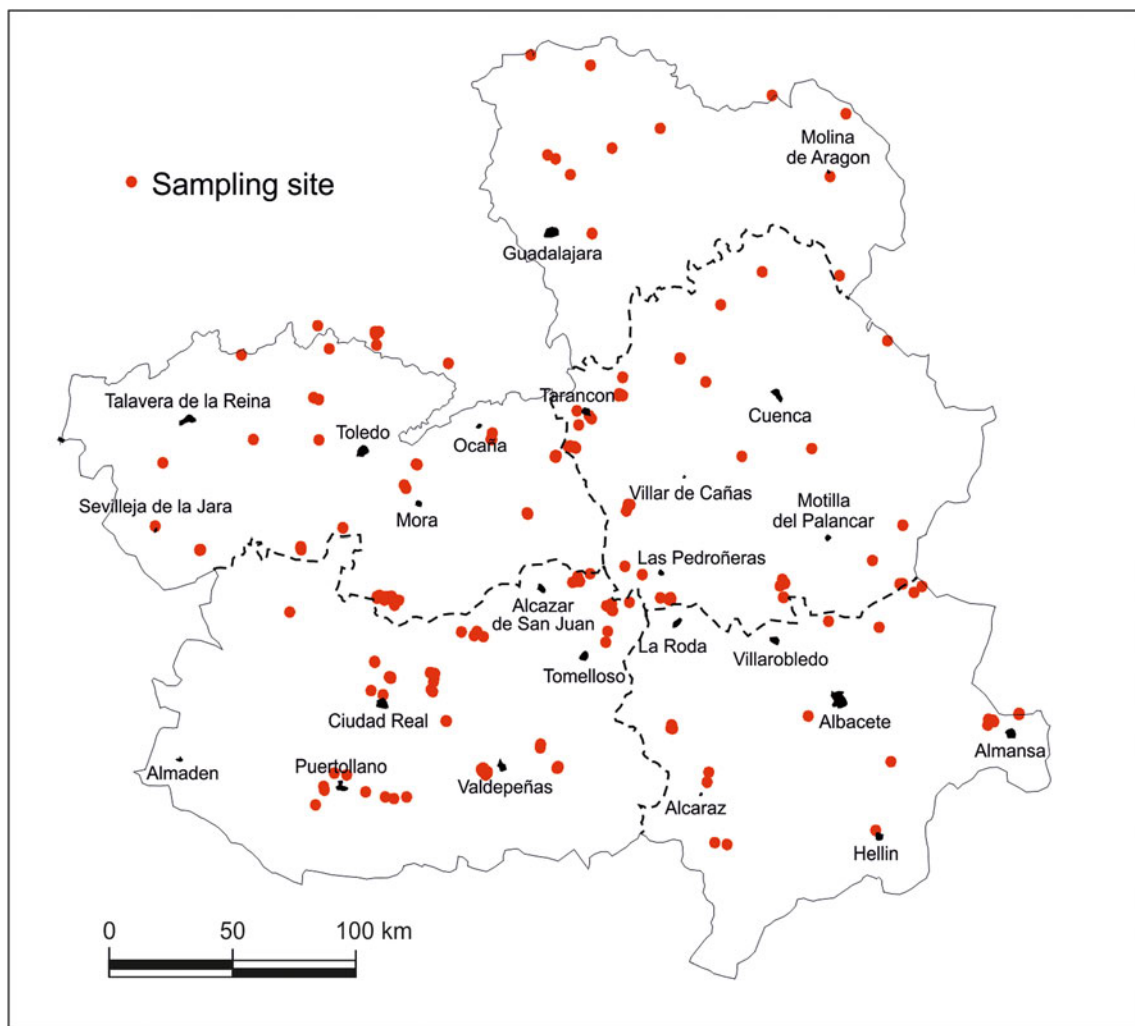 Molina
de Aragon
Sampling site
Guadalajara
Tarancon
Talavera de la Reina
Cuenca
Ocaña
Toledo
Villar de Cañas
Sevilleja de la Jara
Mora
Motilla
del Palancar
Las Pedroñeras
Alcazar
de San Juan
La Roda
Villarobledo
Tomelloso
Ciudad Real
Albacete
Almansa
Almaden
Puertollano
Valdepeñas
Alcaraz
Hellin
0 50 100 km